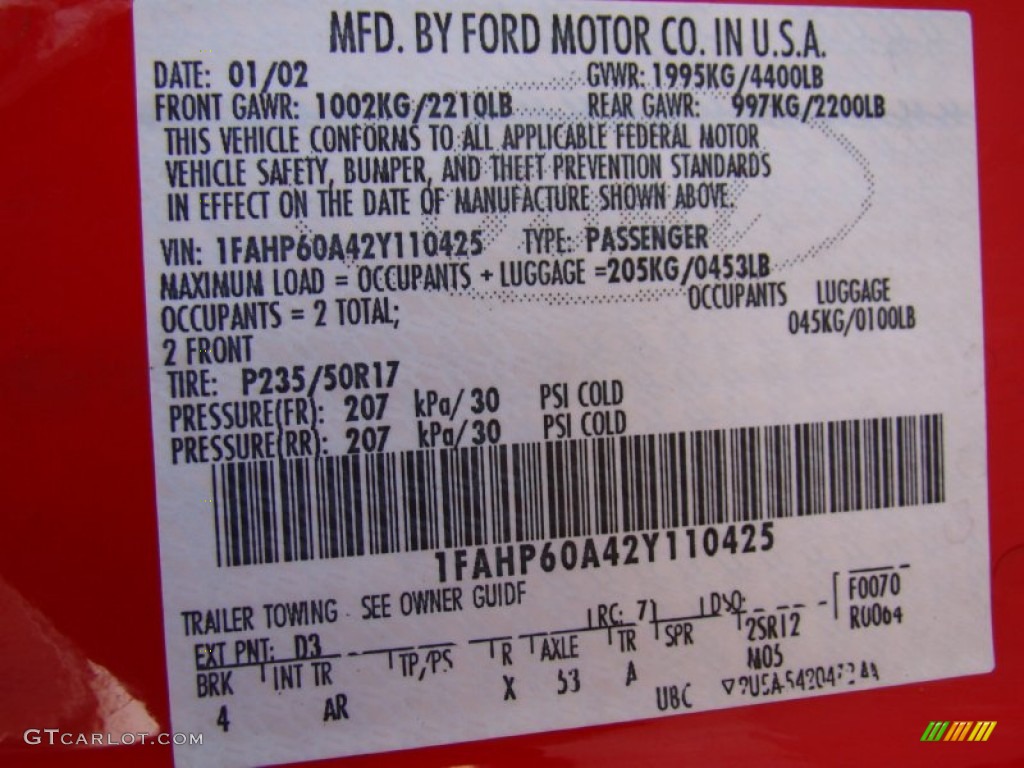 MFD. BY FORD MOTOR CO. IN U.S.A.
DATE: 01/02 GVWR: 1995KG/4400LB
FRONT GAWR: 1002KG/2210LB REAR GAWR: 997KG/2200LB
THIS VEHICLE CONFORMS TO ALL APPLICABLE FEDERAL MOTOR
VEHICLE SAFETY, BUMPER, AND THEFT PREVENTION STANDARDS
IN EFFECT ON THE DATE OF MANUFACTURE SHOWN ABOVE.
VIN: 1FAHP60A42Y110425 TYPE: PASSENGER
MAXIMUM LOAD = OCCUPANTS + LUGGAGE =205KG/0453LB
OCCUPANTS = 2 TOTAL; OCCUPANTS LUGGAGE
2 FRONT 045KG/0100LB
TIRE: P235/50R17
PRESSURE(FR): 207 kPa/ 30 PSI COLD
PRESSURE(RR): 207 kPa/ 30 PSI COLD
1FAHP60A42Y110425
TRAILER TOWING - SEE OWNER GUIDE
EXT PNT: D3 RC: 71 DSO: F0070
BRK INT TR TP/PS R AXLE TR SPR 2SR12 RU064
4 AR X 53 A M05
UBC
GTCARLOT.COM